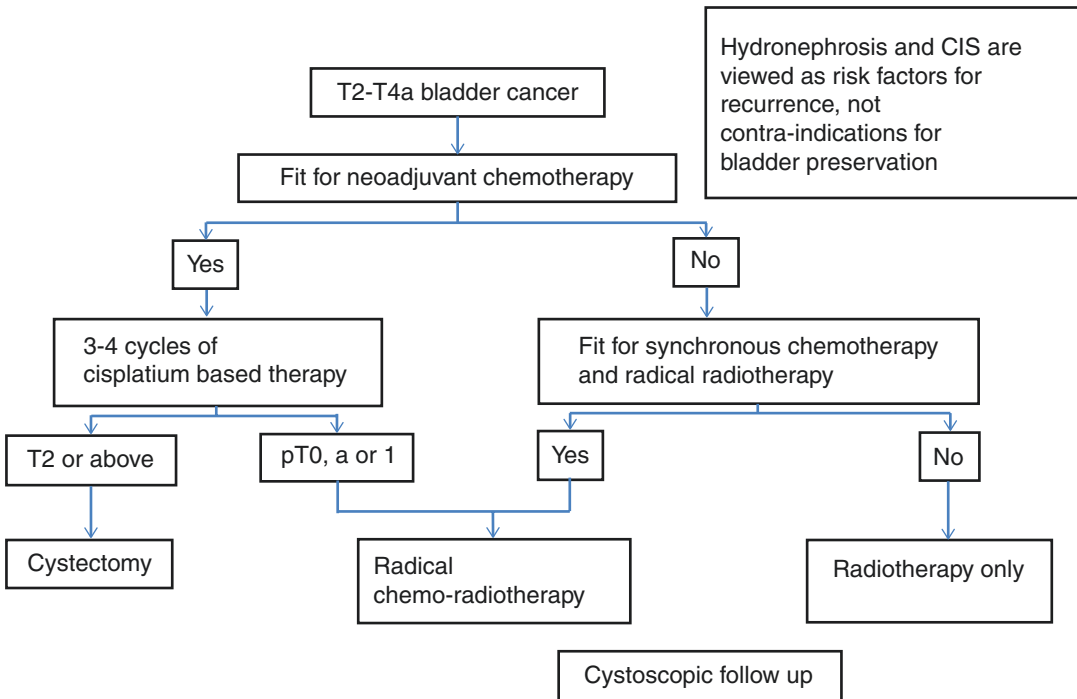 Hydronephrosis and CIS are
viewed as risk factors for
recurrence, not
contra-indications for
bladder preservation
T2-T4a bladder cancer
Fit for neoadjuvant chemotherapy
Yes
No
3-4 cycles of
cisplatium based therapy
Fit for synchronous chemotherapy
and radical radiotherapy
T2 or above
pT0, a or 1
Yes
No
Cystectomy
Radical
chemo-radiotherapy
Radiotherapy only
Cystoscopic follow up